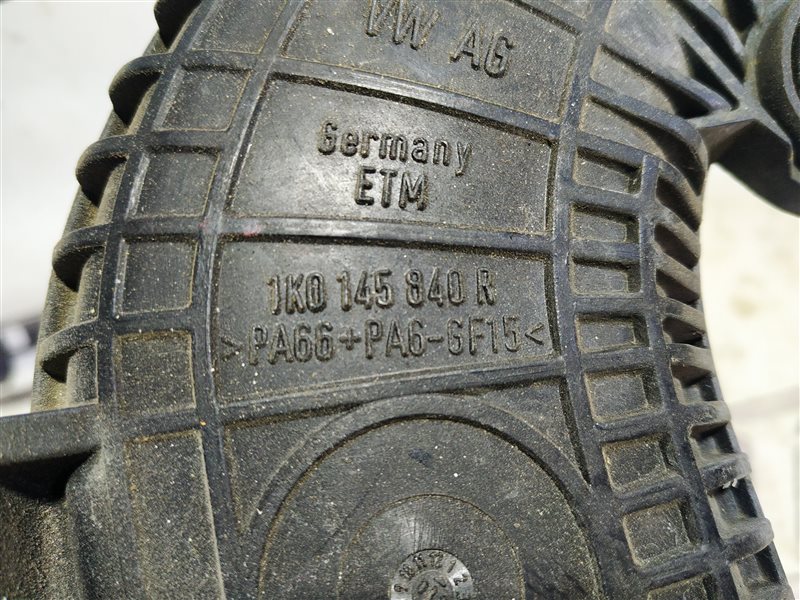 VW AG
Germany
ETM
1K0 145 840 R
>PA66+PA6-GF15<